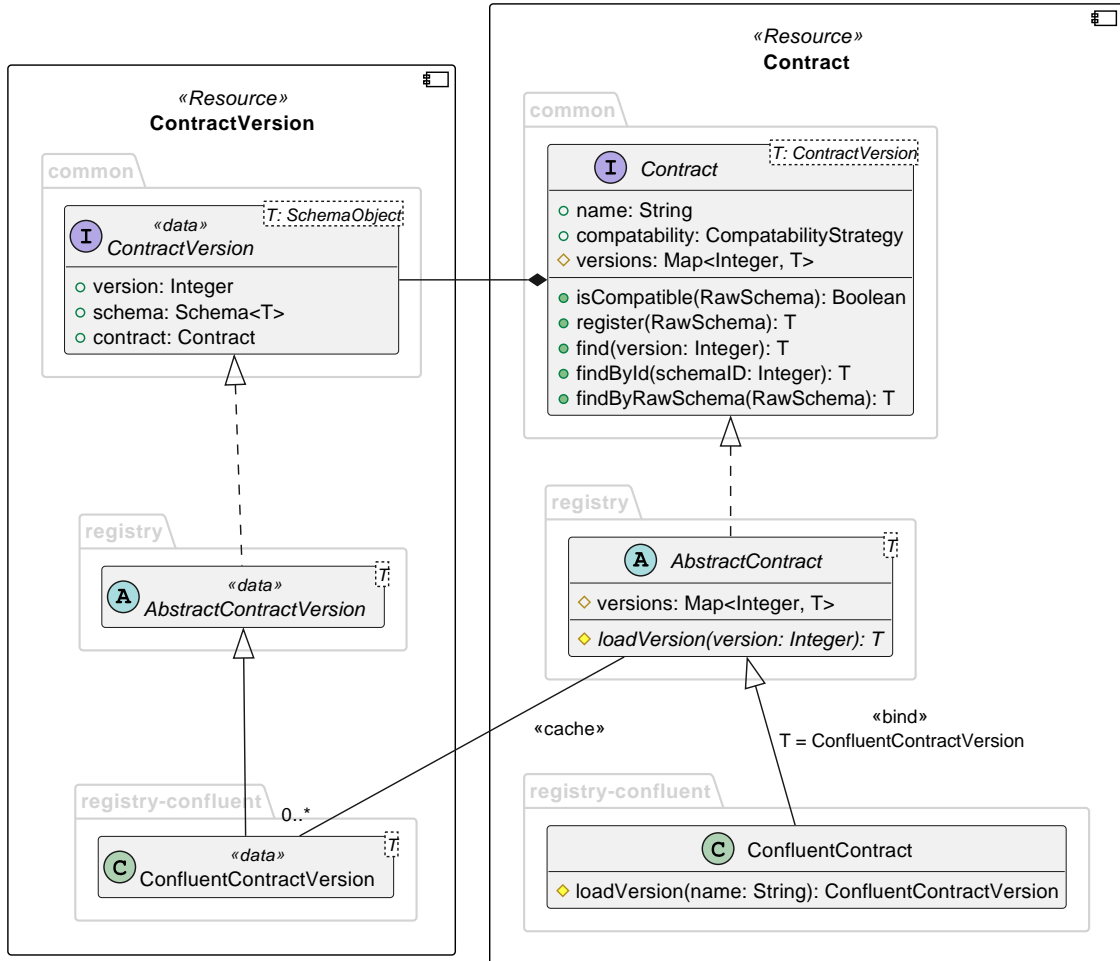 «Resource»
ContractVersion
common
I
«data»
ContractVersion
T: SchemaObject
version: Integer
schema: Schema<T>
contract: Contract
registry
A
«data»
AbstractContractVersion
T
registry-confluent
0..*
C
«data»
ConfluentContractVersion
T
«Resource»
Contract
common
I
Contract
T: ContractVersion
name: String
compatability: CompatabilityStrategy
versions: Map<Integer, T>
isCompatible(RawSchema): Boolean
register(RawSchema): T
find(version: Integer): T
findById(schemaID: Integer): T
findByRawSchema(RawSchema): T
registry
A
AbstractContract
T
versions: Map<Integer, T>
loadVersion(version: Integer): T
«cache»
«bind»
T = ConfluentContractVersion
registry-confluent
C
ConfluentContract
loadVersion(name: String): ConfluentContractVersion